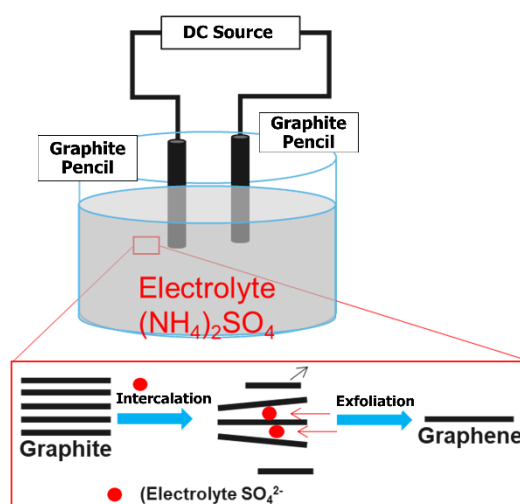 DC Source
Graphite
Pencil
Graphite
Pencil
Electrolyte
(NH₄)₂SO₄
Intercalation
Exfoliation
Graphite
Graphene
(Electrolyte SO₄²⁻